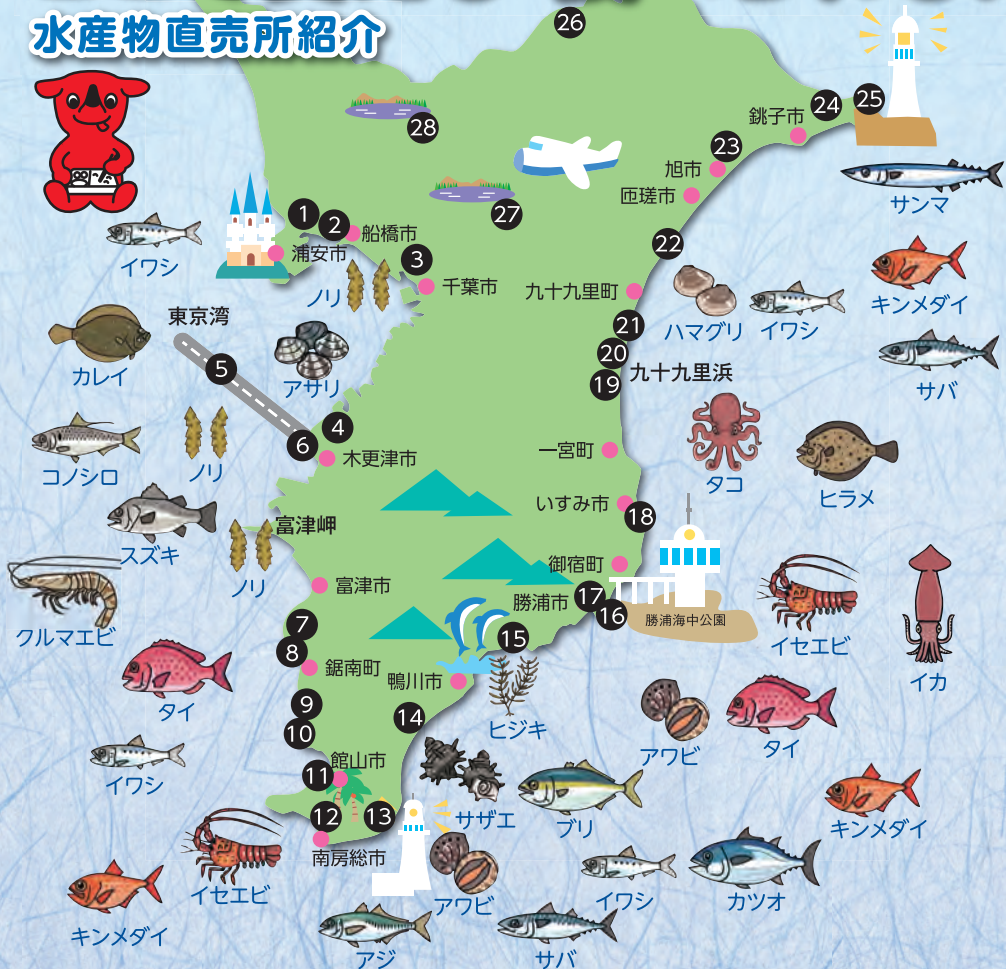 水産物直売所紹介
26
25
24
銚子市
28
23
旭市
匝瑳市
サンマ
27
1
2
船橋市
浦安市
イワシ
3
千葉市
ノリ
22
九十九里町
ハマグリ
イワシ
キンメダイ
東京湾
カレイ
5
アサリ
21
20
19
九十九里浜
サバ
4
6
木更津市
コノシロ
ノリ
一宮町
タコ
ヒラメ
いすみ市
18
スズキ
富津岬
ノリ
富津市
御宿町
勝浦市
17
16
勝浦海中公園
クルマエビ
イセエビ
イカ
7
8
鋸南町
15
鴨川市
タイ
ヒジキ
アワビ
タイ
9
10
14
イワシ
館山市
11
12
13
南房総市
サザエ
ブリ
キンメダイ
イセエビ
アワビ
イワシ
カツオ
キンメダイ
アジ
サバ